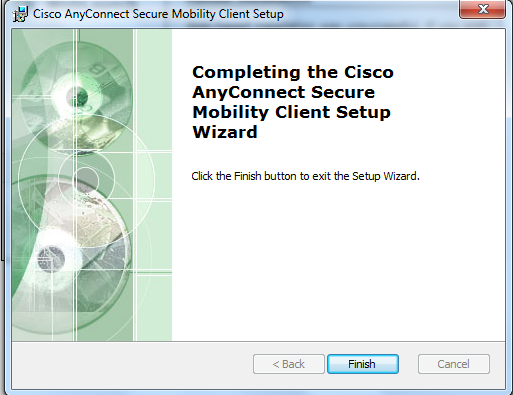 Cisco AnyConnect Secure Mobility Client Setup
Completing the Cisco
AnyConnect Secure
Mobility Client Setup
Wizard
Click the Finish button to exit the Setup Wizard.
< Back
Finish
Cancel